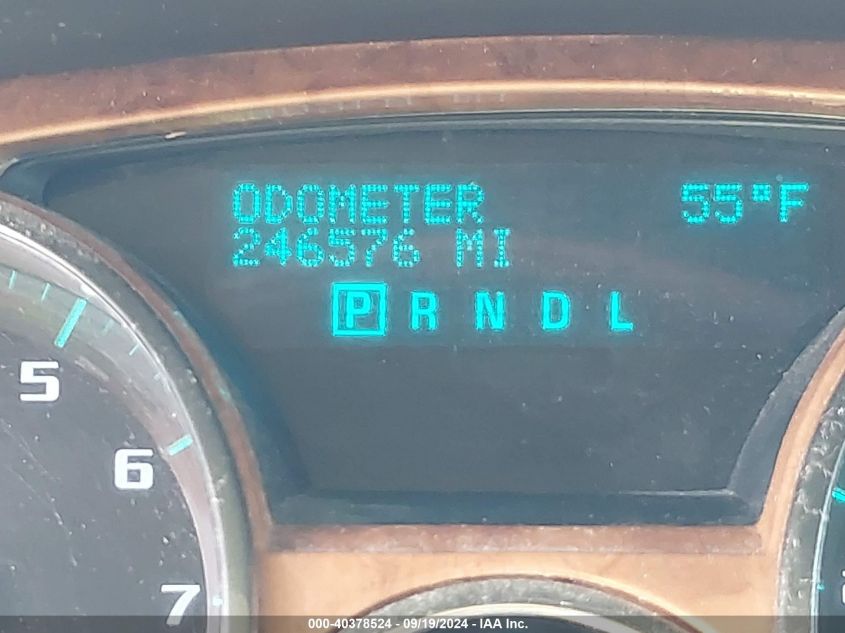 ODOMETER 55°F
246576 MI
P R N D L
5
6
7
000-40378524 - 09/19/2024 - IAA Inc.